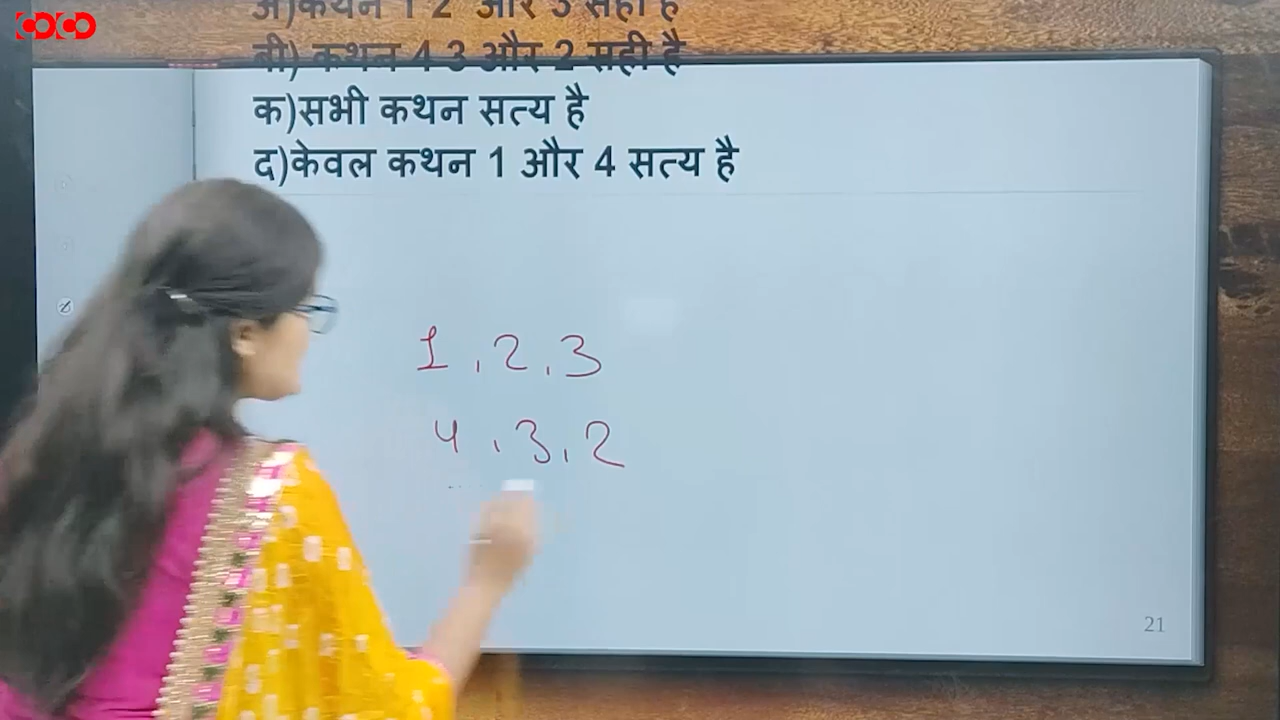 COCO
अ)कथन 1 2 और 3 सही है
बी) कथन 4 3 और 2 सही है
क)सभी कथन सत्य है
द)केवल कथन 1 और 4 सत्य है
1 , 2 , 3
4 , 3 , 2
21